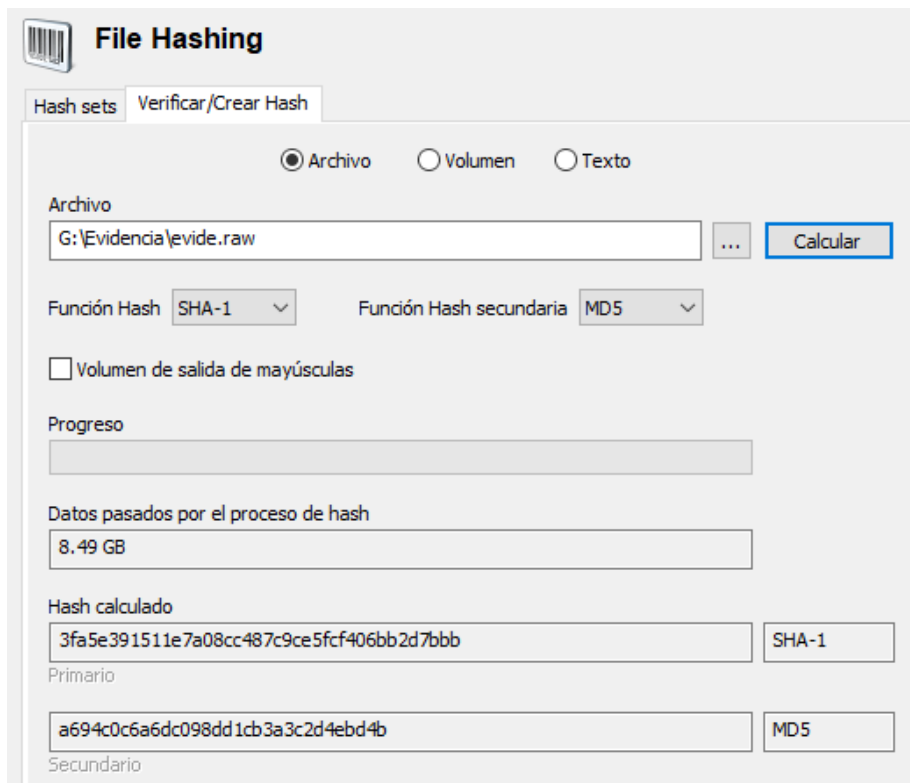 File Hashing
Hash sets Verificar/Crear Hash
Archivo Volumen Texto
Archivo
G:\Evidencia\evide.raw ... Calcular
Función Hash SHA-1 Función Hash secundaria MD5
Volumen de salida de mayúsculas
Progreso
Datos pasados por el proceso de hash
8.49 GB
Hash calculado
3fa5e391511e7a08cc487c9ce5fcf406bb2d7bbb SHA-1
Primario
a694c0c6a6dc098dd1cb3a3c2d4ebd4b MD5
Secundario